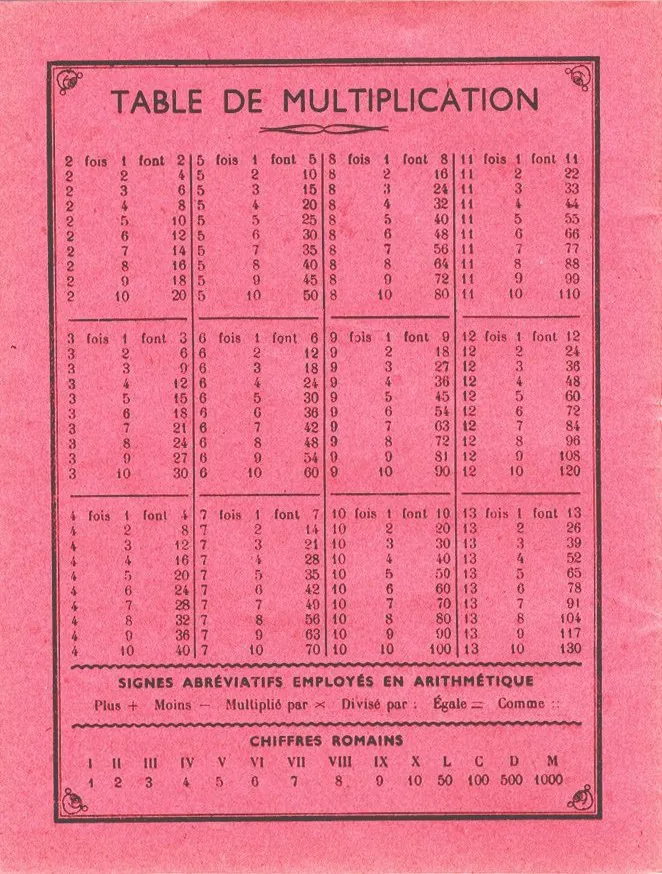 TABLE DE MULTIPLICATION
2 fois 1 font 2 5 fois 1 font 5 8 fois 1 font 8 11 fois 1 font 11
2 2 4 5 2 10 8 2 16 11 2 22
2 3 6 5 3 15 8 3 24 11 3 33
2 4 8 5 4 20 8 4 32 11 4 44
2 5 10 5 5 25 8 5 40 11 5 55
2 6 12 5 6 30 8 6 48 11 6 66
2 7 14 5 7 35 8 7 56 11 7 77
2 8 16 5 8 40 8 8 64 11 8 88
2 9 18 5 9 45 8 9 72 11 9 99
2 10 20 5 10 50 8 10 80 11 10 110
3 fois 1 font 3 6 fois 1 font 6 9 fois 1 font 9 12 fois 1 font 12
3 2 6 6 2 12 9 2 18 12 2 24
3 3 9 6 3 18 9 3 27 12 3 36
3 4 12 6 4 24 9 4 36 12 4 48
3 5 15 6 5 30 9 5 45 12 5 60
3 6 18 6 6 36 9 6 54 12 6 72
3 7 21 6 7 42 9 7 63 12 7 84
3 8 24 6 8 48 9 8 72 12 8 96
3 9 27 6 9 54 9 9 81 12 9 108
3 10 30 6 10 60 9 10 90 12 10 120
4 fois 1 font 4 7 fois 1 font 7 10 fois 1 font 10 13 fois 1 font 13
4 2 8 7 2 14 10 2 20 13 2 26
4 3 12 7 3 21 10 3 30 13 3 39
4 4 16 7 4 28 10 4 40 13 4 52
4 5 20 7 5 35 10 5 50 13 5 65
4 6 24 7 6 42 10 6 60 13 6 78
4 7 28 7 7 49 10 7 70 13 7 91
4 8 32 7 8 56 10 8 80 13 8 104
4 9 36 7 9 63 10 9 90 13 9 117
4 10 40 7 10 70 10 10 100 13 10 130
SIGNES ABRÉVIATIFS EMPLOYÉS EN ARITHMÉTIQUE
Plus + Moins − Multiplié par × Divisé par : Égale = Comme ::
CHIFFRES ROMAINS
I II III IV V VI VII VIII IX X L C D M
1 2 3 4 5 6 7 8 9 10 50 100 500 1000